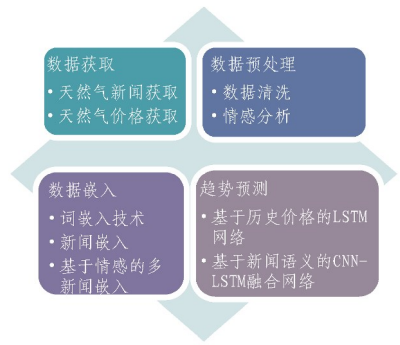 数据获取
• 天然气新闻获取
• 天然气价格获取
数据预处理
• 数据清洗
• 情感分析
数据嵌入
• 词嵌入技术
• 新闻嵌入
• 基于情感的多
新闻嵌入
趋势预测
• 基于历史价格的LSTM
网络
• 基于新闻语义的CNN-
LSTM融合网络